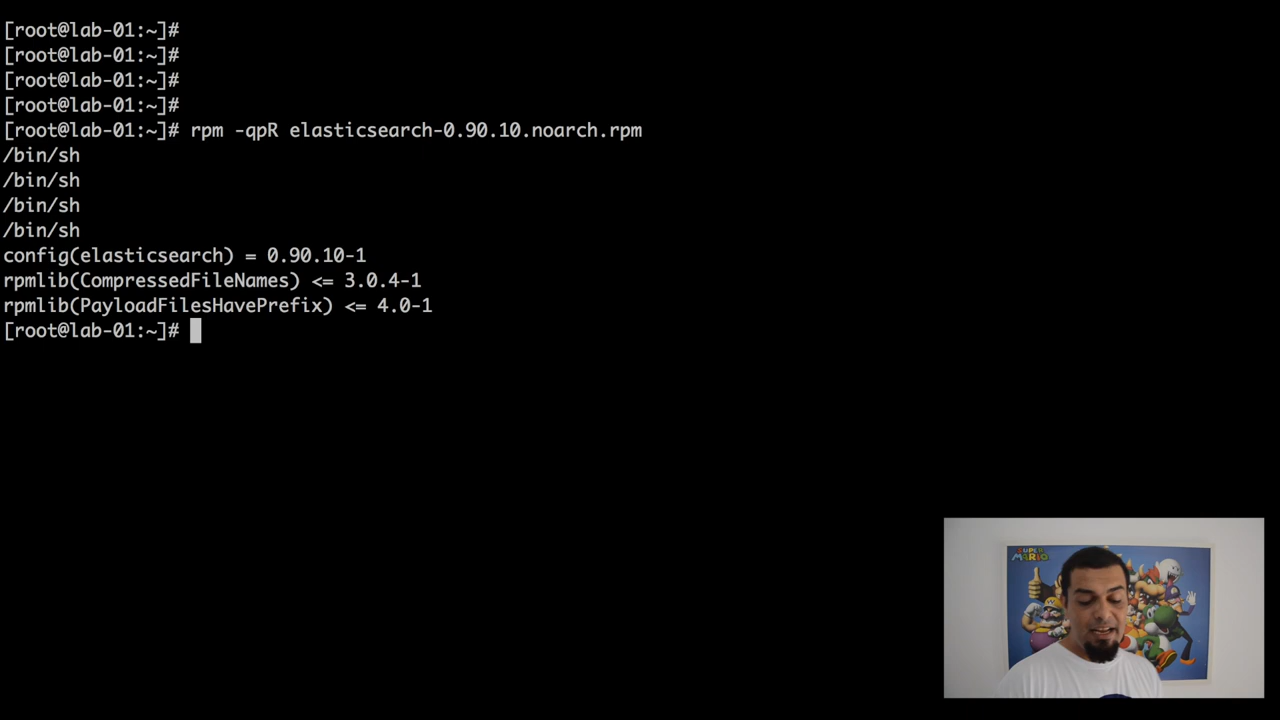 [root@lab-01:~]#
[root@lab-01:~]#
[root@lab-01:~]#
[root@lab-01:~]#
[root@lab-01:~]# rpm -qpR elasticsearch-0.90.10.noarch.rpm
/bin/sh
/bin/sh
/bin/sh
/bin/sh
config(elasticsearch) = 0.90.10-1
rpmlib(CompressedFileNames) <= 3.0.4-1
rpmlib(PayloadFilesHavePrefix) <= 4.0-1
[root@lab-01:~]#
SUPER
MARIO